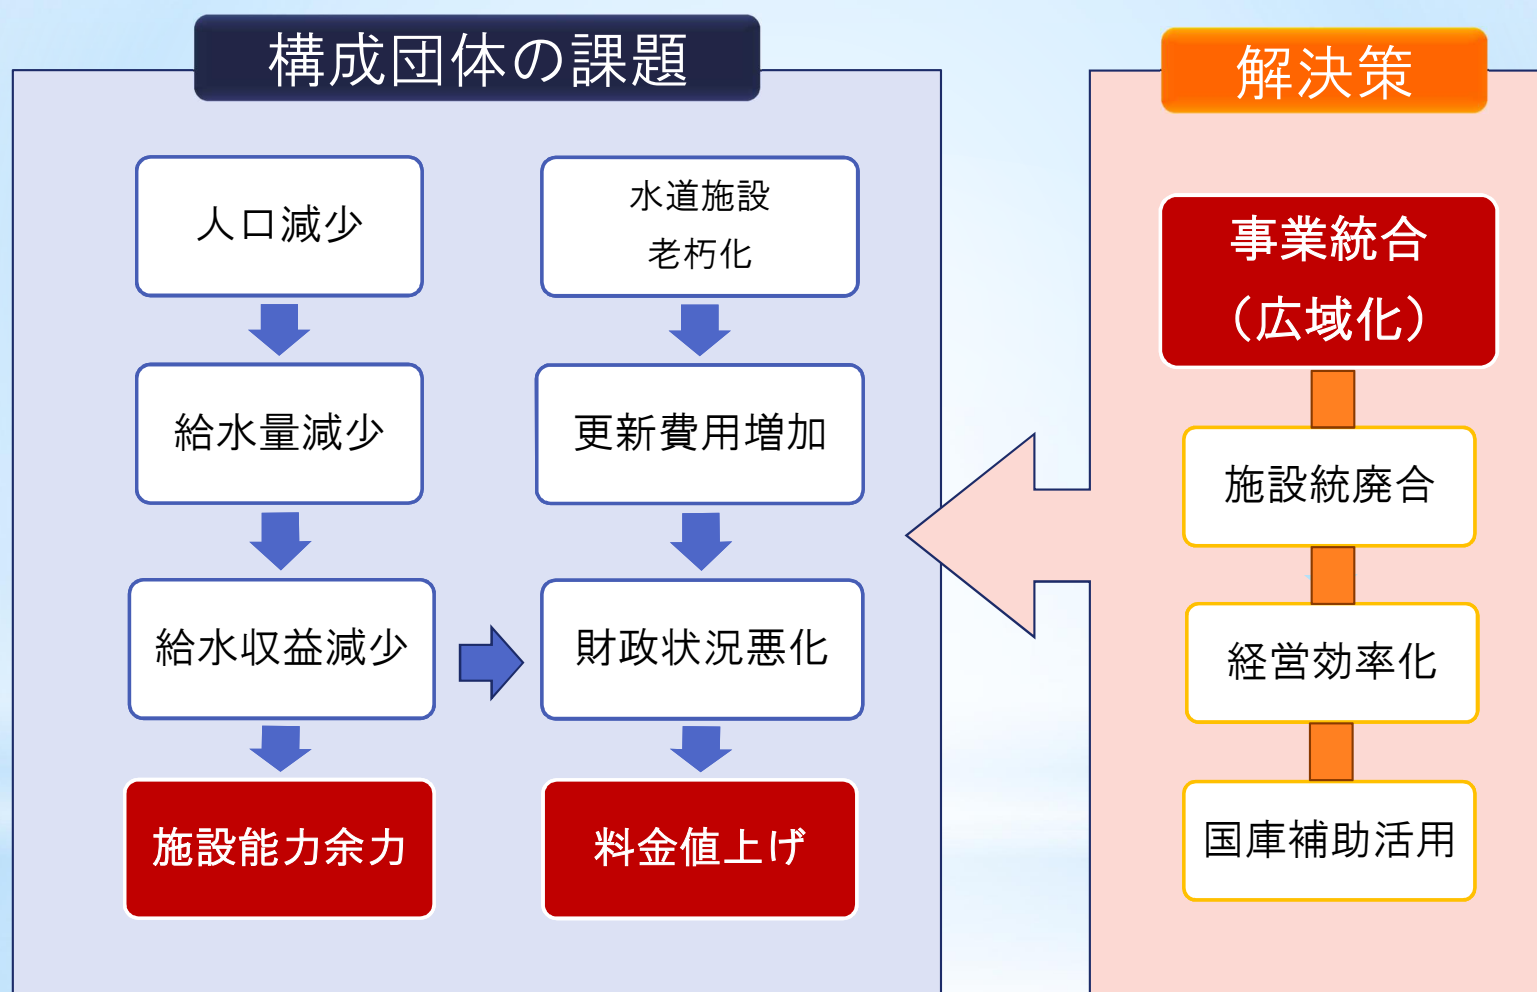 構成団体の課題
人口減少
給水量減少
給水収益減少
施設能力余力
水道施設
老朽化
更新費用増加
財政状況悪化
料金値上げ
解決策
事業統合
（広域化）
施設統廃合
経営効率化
国庫補助活用